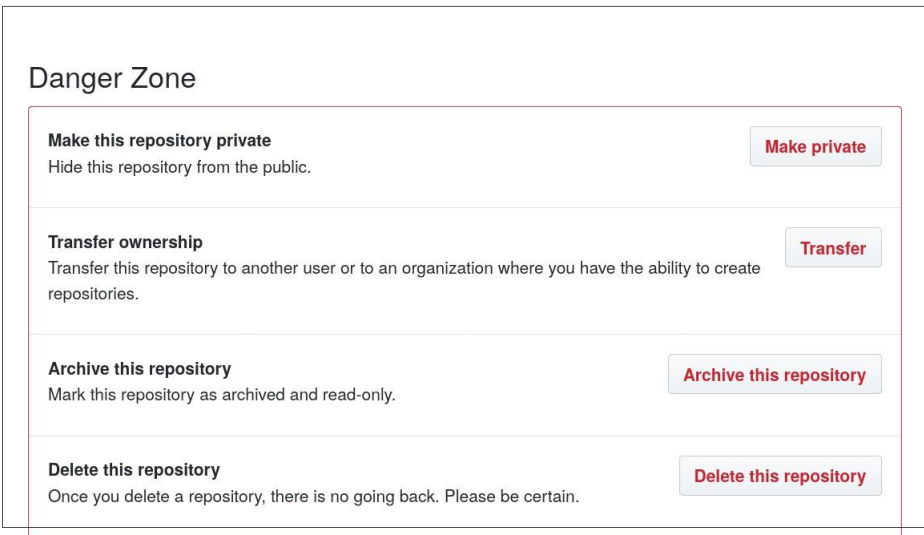 Danger Zone
Make this repository private
Make private
Hide this repository from the public.
Transfer ownership
Transfer
Transfer this repository to another user or to an organization where you have the ability to create
repositories.
Archive this repository
Archive this repository
Mark this repository as archived and read-only.
Delete this repository
Delete this repository
Once you delete a repository, there is no going back. Please be certain.